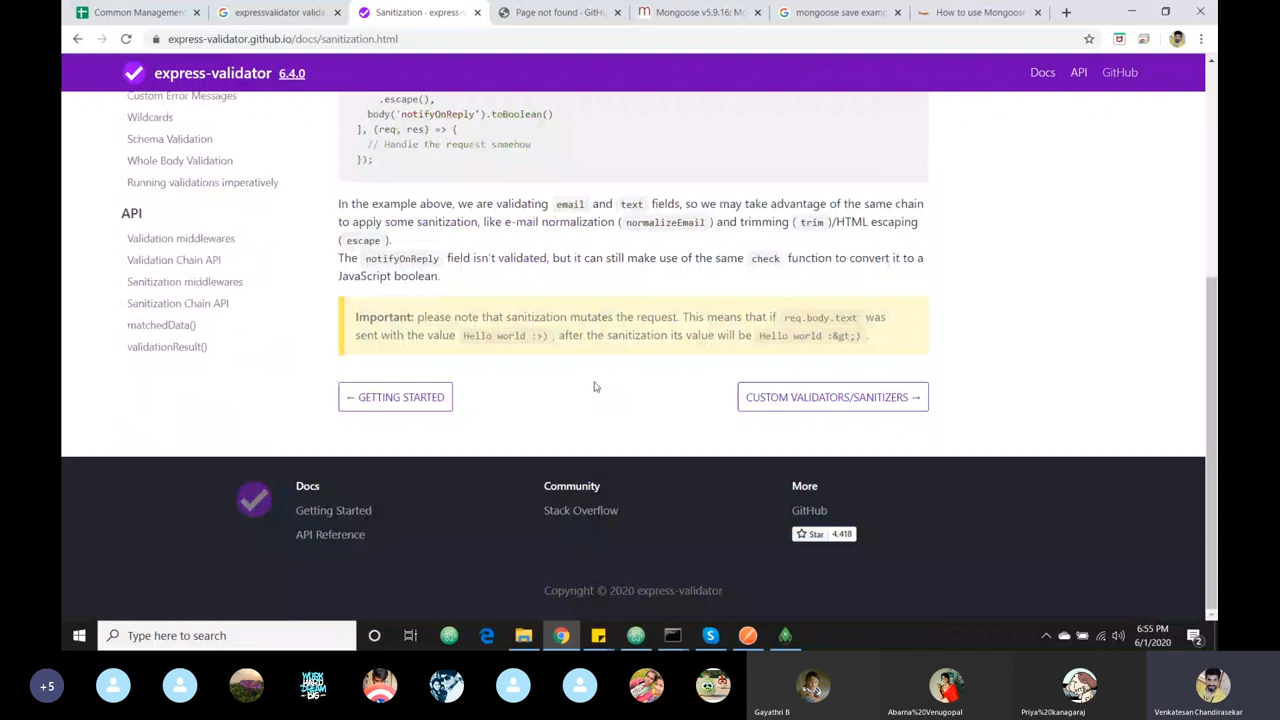 Common Management
expressvalidator valida
Sanitization · express-v
Page not found · GitH
Mongoose v5.9.16: M
mongoose save examp
How to use Mongoose
express-validator.github.io/docs/sanitization.html
express-validator 6.4.0
Docs
API
GitHub
Custom Error Messages
Wildcards
Schema Validation
Whole Body Validation
Running validations imperatively
API
Validation middlewares
Validation Chain API
Sanitization middlewares
Sanitization Chain API
matchedData()
validationResult()
.escape(),
body('notifyOnReply').toBoolean()
], (req, res) => {
// Handle the request somehow
});
In the example above, we are validating email and text fields, so we may take advantage of the same chain
to apply some sanitization, like e-mail normalization ( normalizeEmail ) and trimming ( trim )/HTML escaping
( escape ).
The notifyOnReply field isn't validated, but it can still make use of the same check function to convert it to a
JavaScript boolean.
Important: please note that sanitization mutates the request. This means that if req.body.text was
sent with the value Hello world :>) , after the sanitization its value will be Hello world :&gt;) .
← GETTING STARTED
CUSTOM VALIDATORS/SANITIZERS →
Docs
Getting Started
API Reference
Community
Stack Overflow
More
GitHub
Star 4,418
Copyright © 2020 express-validator
Type here to search
6:55 PM
6/1/2020
2
+5
WORK
HARD
DREAM
BIG
Gayathri B
Abarna%20Venugopal
Priya%20kanagaraj
Venkatesan Chandirasekar